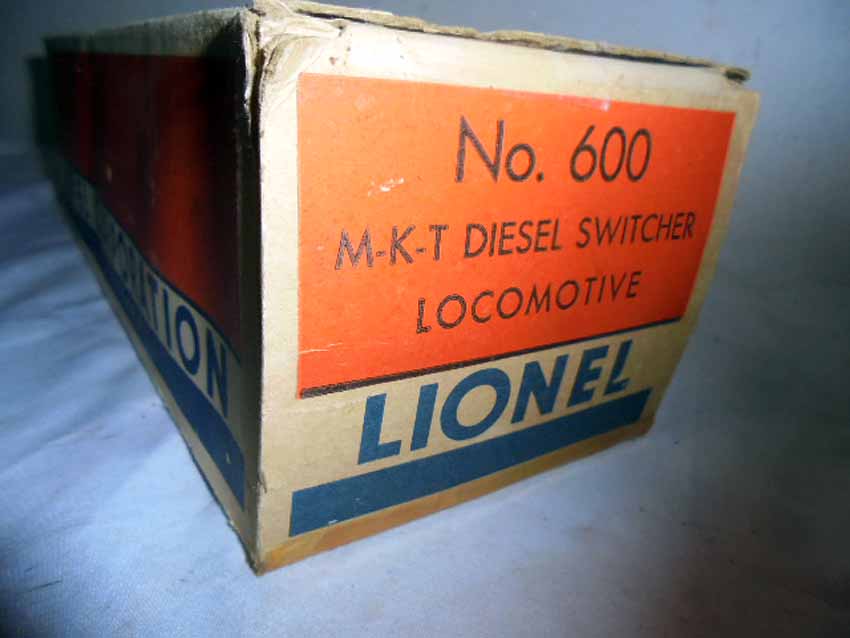 No. 600
M-K-T DIESEL SWITCHER
LOCOMOTIVE
LIONEL